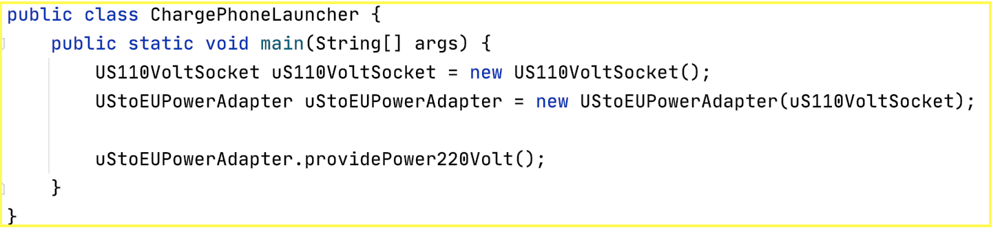 public class ChargePhoneLauncher {
    public static void main(String[] args) {
        US110VoltSocket uS110VoltSocket = new US110VoltSocket();
        UStoEUPowerAdapter uStoEUPowerAdapter = new UStoEUPowerAdapter(uS110VoltSocket);

        uStoEUPowerAdapter.providePower220Volt();
    }
}